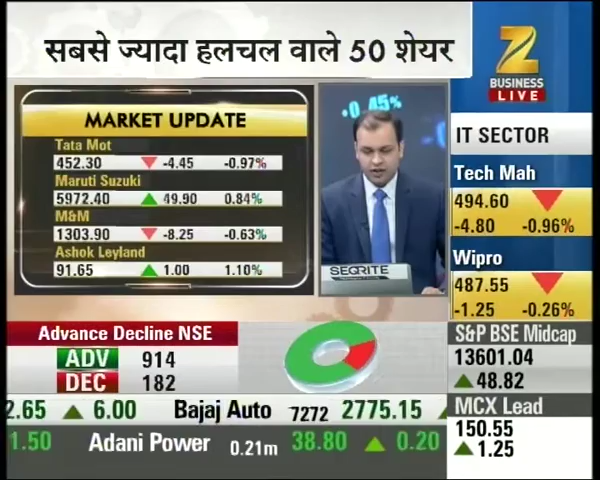 सबसे ज्यादा हलचल वाले 50 शेयर
Z
BUSINESS
LIVE
MARKET UPDATE
Tata Mot
452.30 -4.45 -0.97%
Maruti Suzuki
5972.40 49.90 0.84%
M&M
1303.90 -8.25 -0.63%
Ashok Leyland
91.65 1.00 1.10%
0.45%
SEQRITE
IT SECTOR
Tech Mah
494.60
-4.80 -0.96%
Wipro
487.55
-1.25 -0.26%
Advance Decline NSE
ADV 914
DEC 182
S&P BSE Midcap
13601.04
48.82
MCX Lead
150.55
1.25
2.65 6.00 Bajaj Auto 7272 2775.15
1.50 Adani Power 0.21m 38.80 0.20